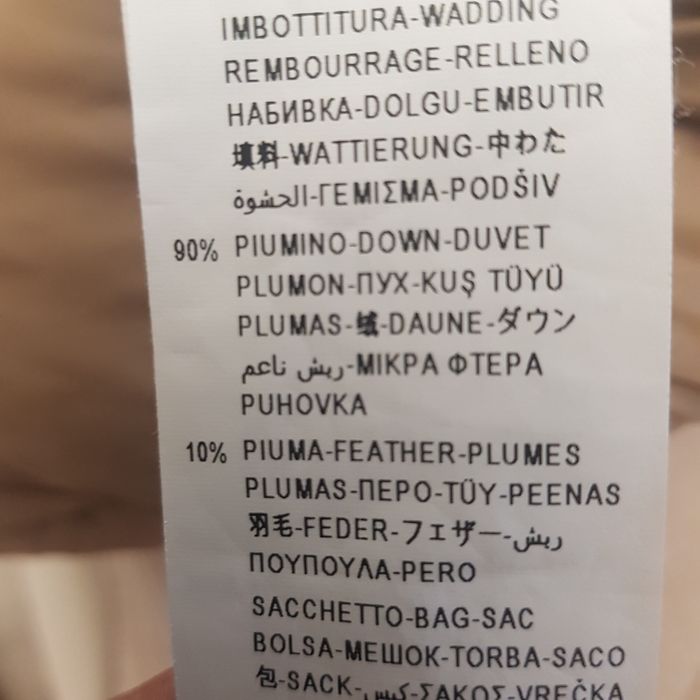 IMBOTTITURA-WADDING
REMBOURRAGE-RELLENO
НАБИВКА-DOLGU-EMBUTIR
填料-WATTIERUNG-中わた
الحشوة-ΓΕΜΙΣΜΑ-PODŠIV
90% PIUMINO-DOWN-DUVET
PLUMON-ПУХ-KUŞ TÜYÜ
PLUMAS-绒-DAUNE-ダウン
ريش ناعم-ΜΙΚΡΑ ΦΤΕΡΑ
PUHOVKA
10% PIUMA-FEATHER-PLUMES
PLUMAS-ПЕРО-TÜY-PEENAS
羽毛-FEDER-フェザー-ريش
ΠΟΥΠΟΥΛΑ-PERO
SACCHETTO-BAG-SAC
BOLSA-МЕШОК-TORBA-SACO
包-SACK-كيس-ΣΑΚΟΣ-VREČKA